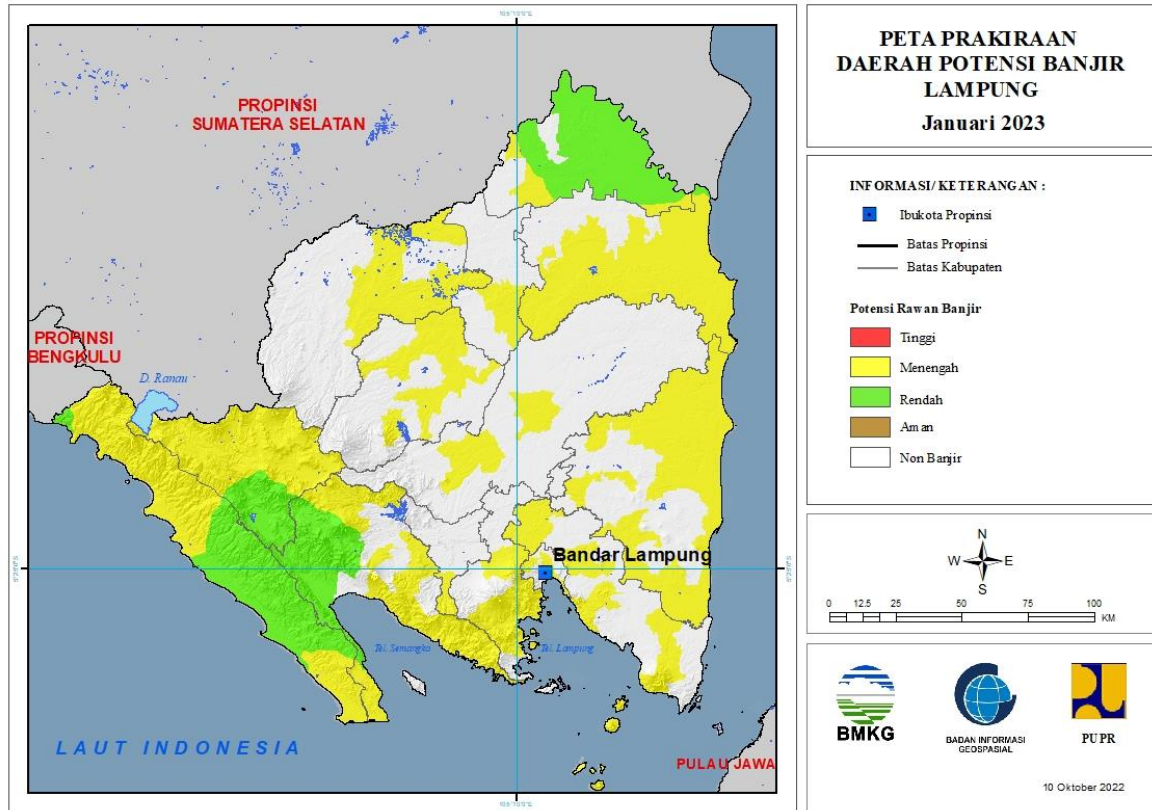 PROPINSI
SUMATERA SELATAN
PROPINSI
BENGKULU
D. Ranau
Bandar Lampung
Tel. Semangko
Tel. Lampung
LAUT INDONESIA
PULAU JAWA
PETA PRAKIRAAN
DAERAH POTENSI BANJIR
LAMPUNG
Januari 2023
INFORMASI/KETERANGAN :
Ibukota Propinsi
Batas Propinsi
Batas Kabupaten
Potensi Rawan Banjir
Tinggi
Menengah
Rendah
Aman
Non Banjir
N
W E
S
0 12.5 25 50 75 100
KM
BMKG
BADAN INFORMASI
GEOSPASIAL
PUPR
10 Oktober 2022